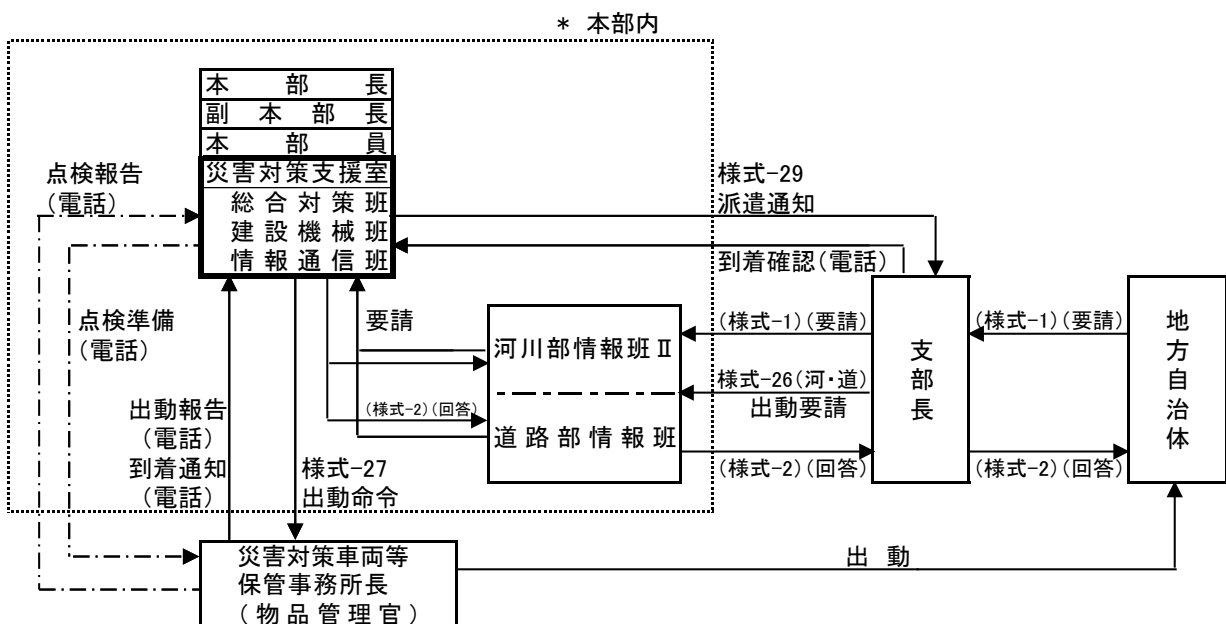 * 本部内
本部長
副本部長
本部員
災害対策支援室
総合対策班
建設機械班
情報通信班
点検報告
(電話)
様式-29
派遣通知
到着確認(電話)
点検準備
(電話)
要請
河川部情報班Ⅱ
道路部情報班
(様式-2)(回答)
(様式-1)(要請)
様式-26(河・道)
出動要請
(様式-2)(回答)
支部長
(様式-1)(要請)
(様式-2)(回答)
地方自治体
出動報告
(電話)
到着通知
(電話)
様式-27
出動命令
災害対策車両等
保管事務所長
(物品管理官)
出動